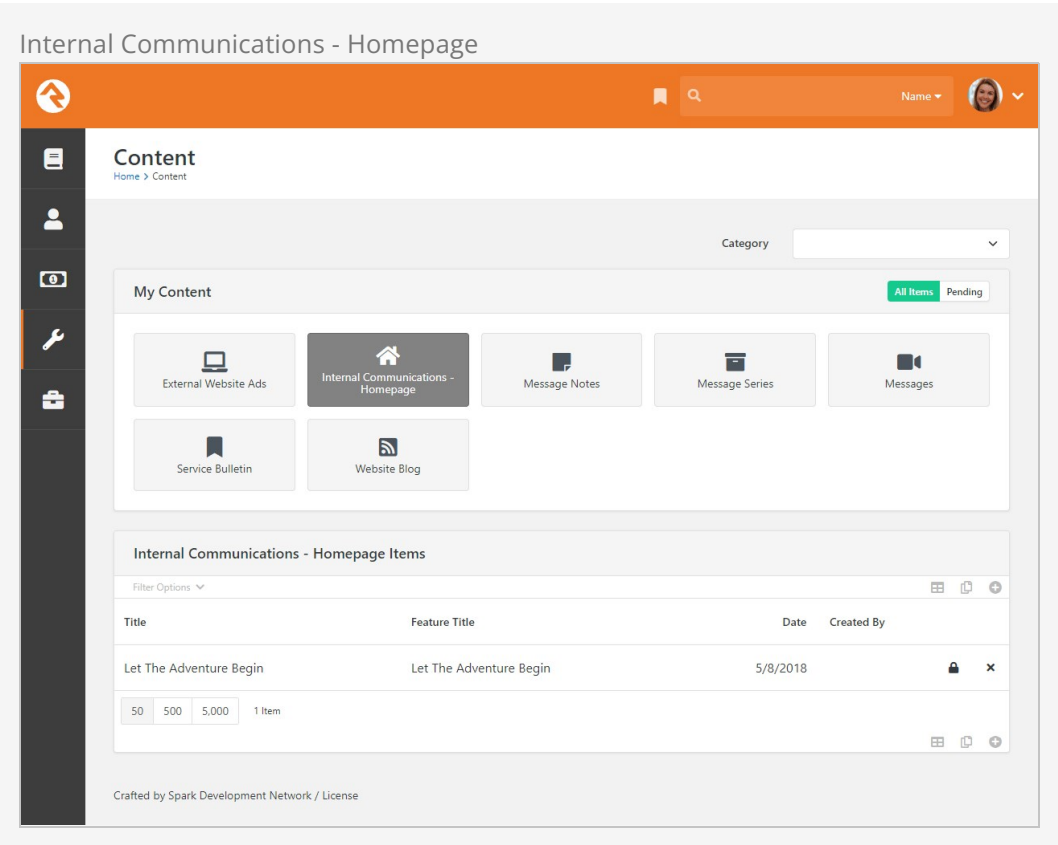 Internal Communications - Homepage
Name
Content
Home > Content
Category
My Content
All Items Pending
External Website Ads
Internal Communications -
Homepage
Message Notes
Message Series
Messages
Service Bulletin
Website Blog
Internal Communications - Homepage Items
Filter Options
Title Feature Title Date Created By
Let The Adventure Begin Let The Adventure Begin 5/8/2018
50 500 5,000 1 Item
Crafted by Spark Development Network / License